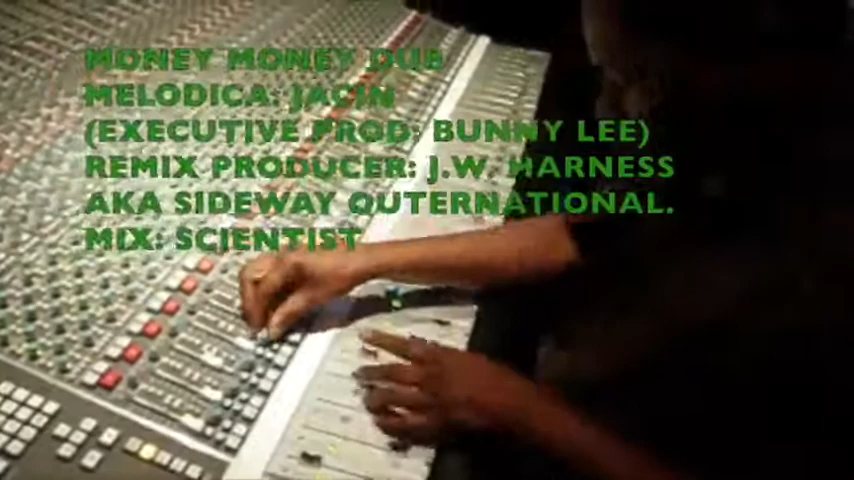 MONEY MONEY DUB
MELODICA: JACIN
(EXECUTIVE PROD: BUNNY LEE)
REMIX PRODUCER: J.W. HARNESS
AKA SIDEWAY OUTERNATIONAL.
MIX: SCIENTIST